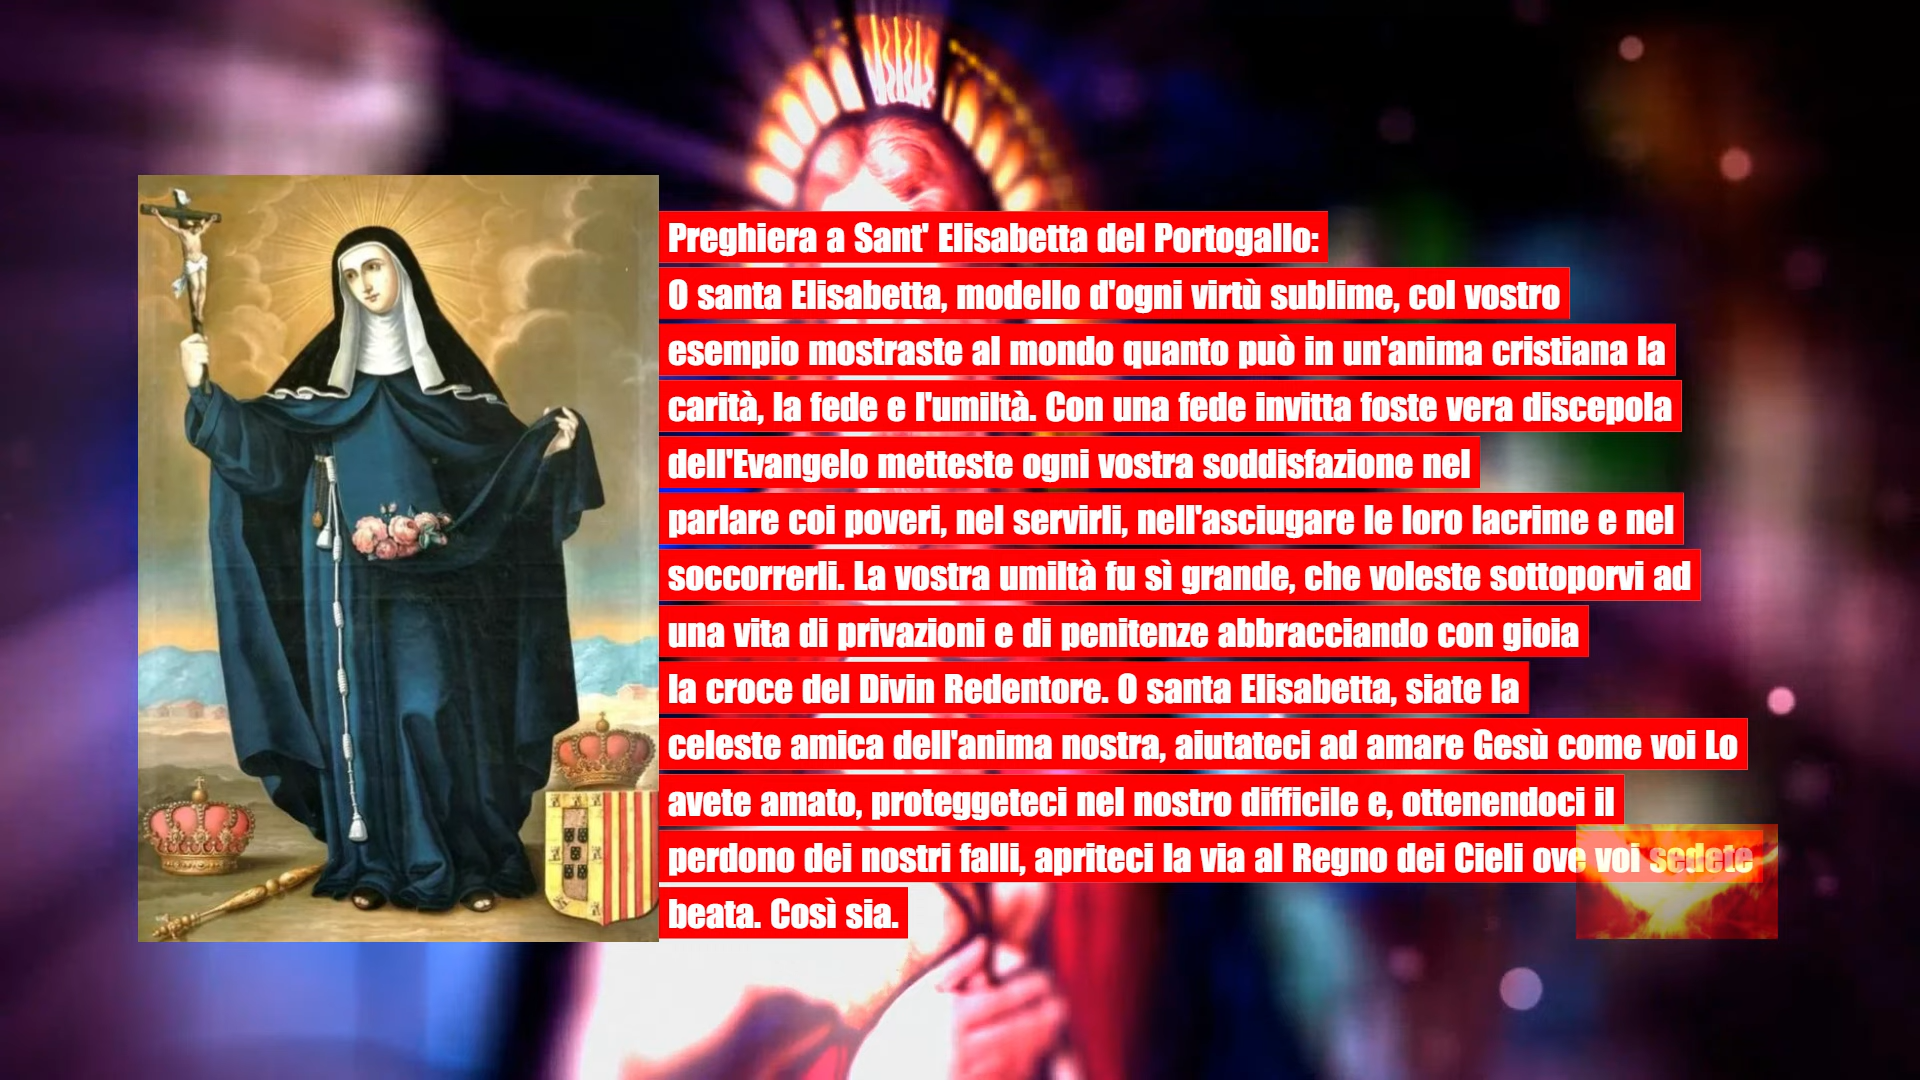 Preghiera a Sant' Elisabetta del Portogallo:
O santa Elisabetta, modello d'ogni virtù sublime, col vostro
esempio mostraste al mondo quanto può in un'anima cristiana la
carità, la fede e l'umiltà. Con una fede invitta foste vera discepola
dell'Evangelo metteste ogni vostra soddisfazione nel
parlare coi poveri, nel servirli, nell'asciugare le loro lacrime e nel
soccorrerli. La vostra umiltà fu sì grande, che voleste sottoporvi ad
una vita di privazioni e di penitenze abbracciando con gioia
la croce del Divin Redentore. O santa Elisabetta, siate la
celeste amica dell'anima nostra, aiutateci ad amare Gesù come voi Lo
avete amato, proteggeteci nel nostro difficile e, ottenendoci il
perdono dei nostri falli, apriteci la via al Regno dei Cieli ove voi sedete
beata. Così sia.